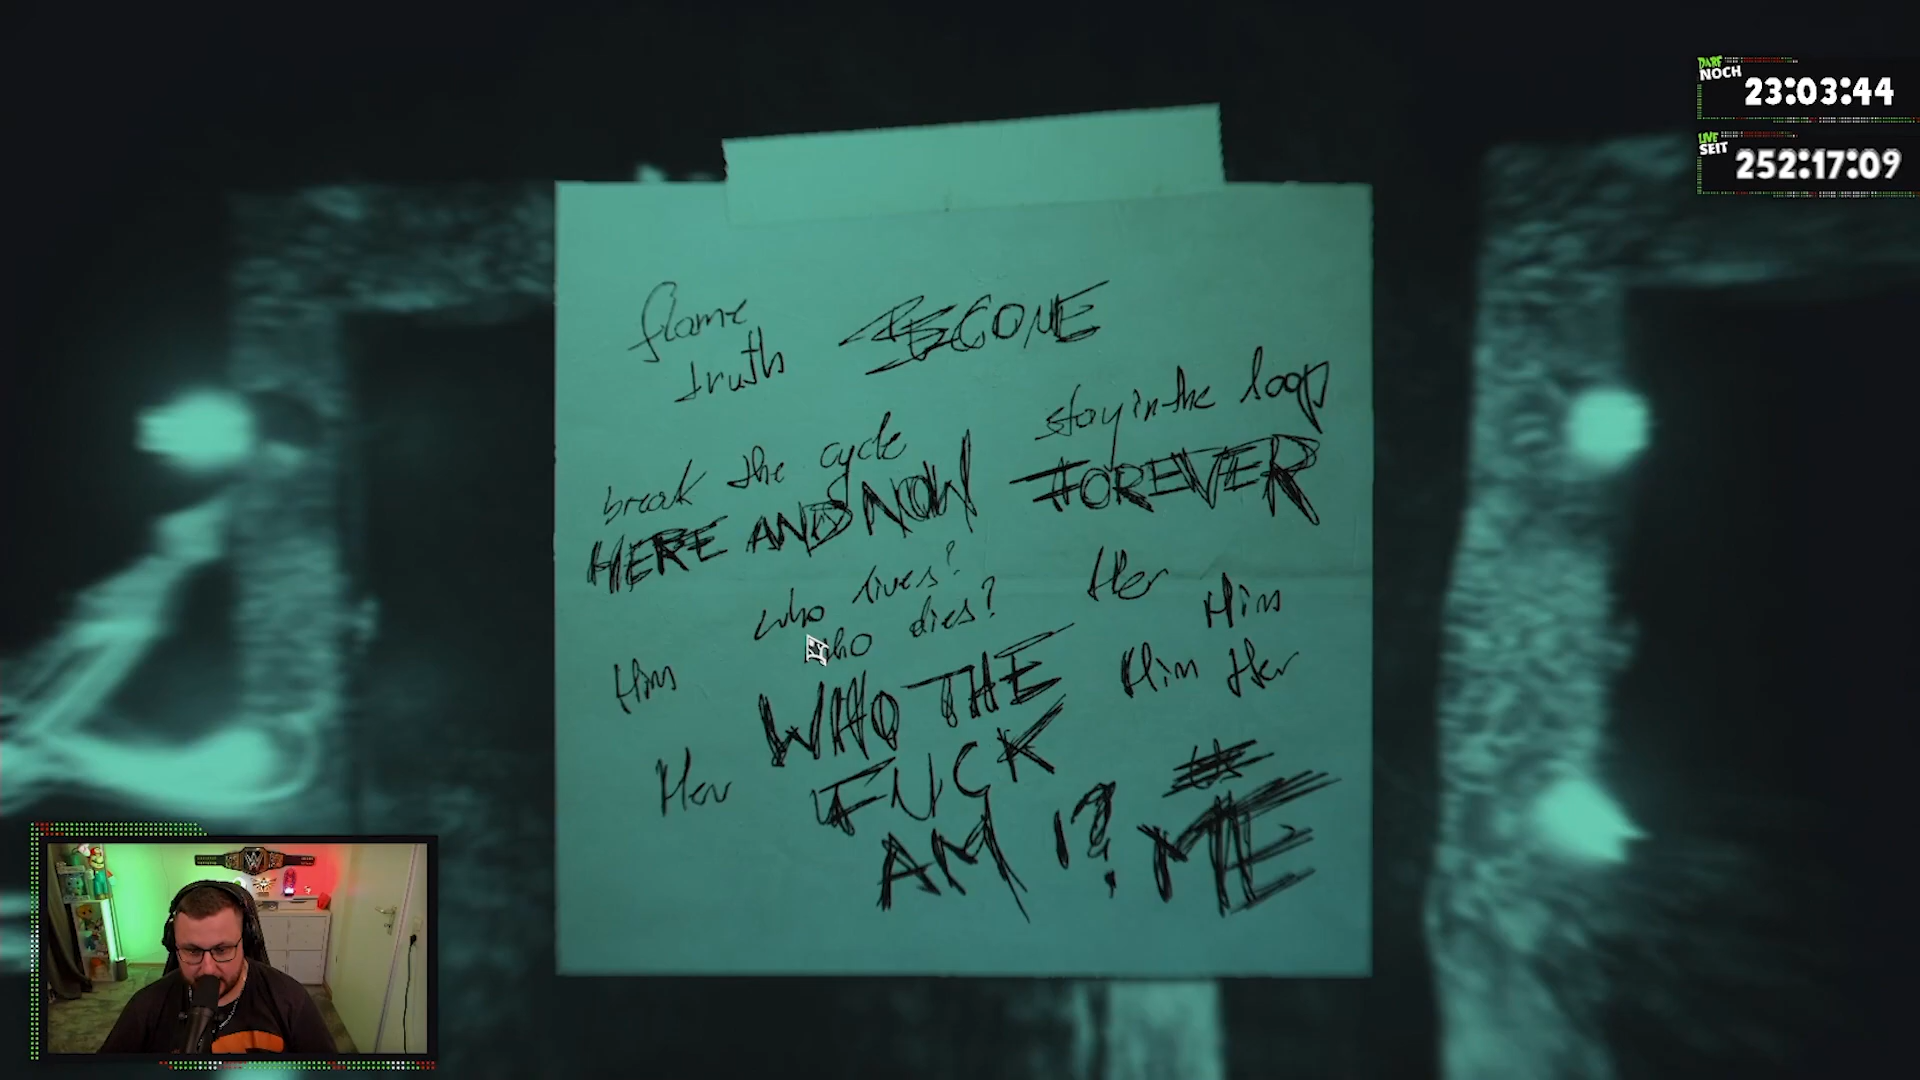 DARF
NOCH
23:03:44
LIVE
SEIT
252:17:09
flame
truth
BECOME
break the cycle
HERE AND NOW
stay in the loop
FOREVER
who lives?
who dies?
Her
Him
Him
Him Her
Her
WHO THE
FUCK
AM I?
ME